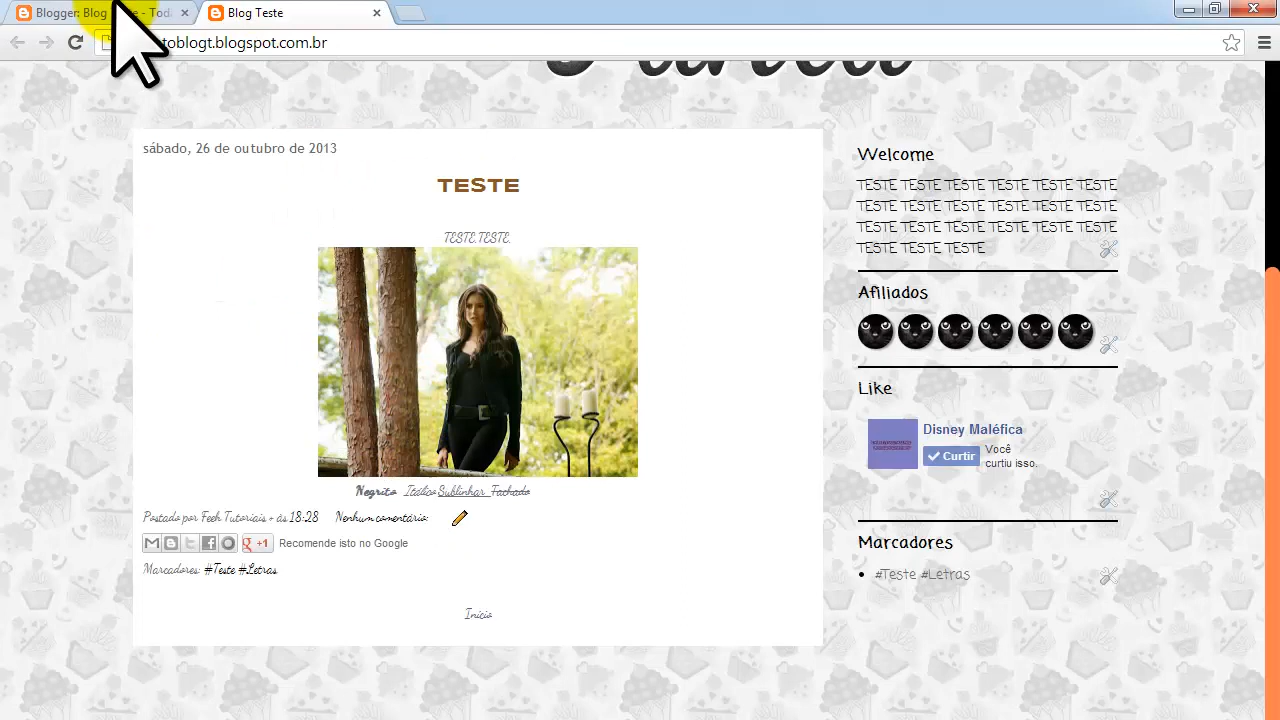 Blogger: Blog
Blog Teste
toblogt.blogspot.com.br
sábado, 26 de outubro de 2013
TESTE
TESTE.TESTE.
Negrito Itálico Sublinhar Fachado
Postado por Feeh Tutoriais + às 18:28 Nenhum comentário:
+1 Recomende isto no Google
Marcadores: #Teste #Letras
Início
Welcome
TESTE TESTE TESTE TESTE TESTE TESTE
TESTE TESTE TESTE TESTE TESTE TESTE
TESTE TESTE TESTE TESTE TESTE TESTE
TESTE TESTE TESTE
Afiliados
Like
Disney Maléfica
Curtir Você
curtiu isso.
Marcadores
#Teste #Letras